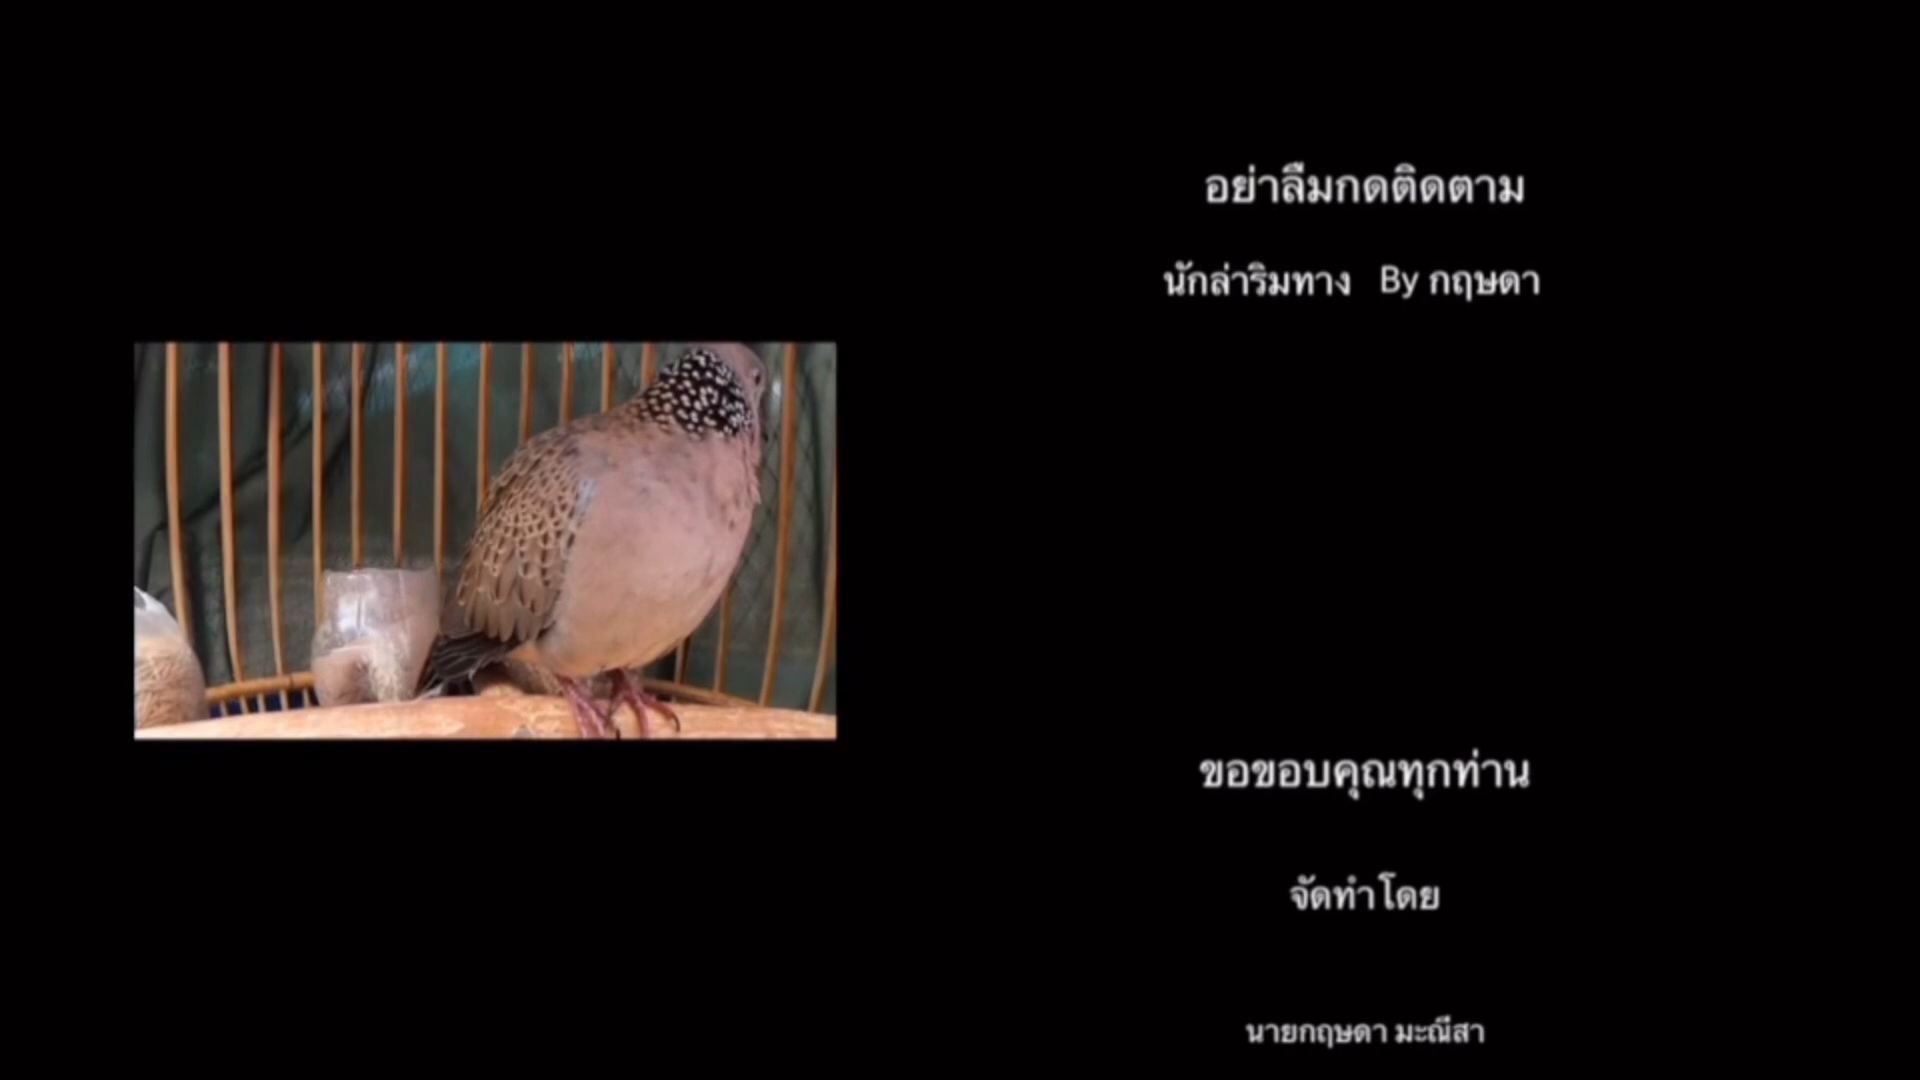 อย่าลืมกดติดตาม
นักล่าริมทาง By กฤษดา
ขอขอบคุณทุกท่าน
จัดทำโดย
นายกฤษดา มะณีสา